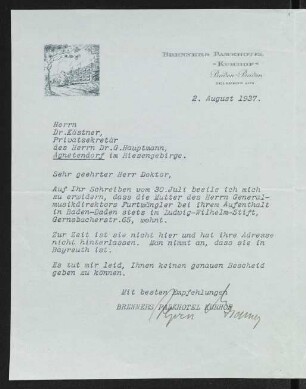 BRENNERS PARKHOTEL
"KURHOF"
Baden-Baden
2. August 1937.
Herrn
Dr. Kästner,
Privatsekretär
des Herrn Dr. G. Hauptmann,
Agnetendorf im Riesengebirge.
Sehr geehrter Herr Doktor,
Auf Ihr Schreiben vom 30. Juli beeile ich mich
zu erwidern, dass die Mutter des Herrn General-
musikdirektors Furtwängler bei ihrem Aufenthalt
in Baden-Baden stets im Ludwig-Wilhelm-Stift,
Gernsbacherstr. 65, wohnt.
Zur Zeit ist sie nicht hier und hat ihre Adresse
nicht hinterlassen. Man nimmt an, dass sie in
Bayreuth ist.
Es tut mir leid, Ihnen keinen genauen Bescheid
geben zu können.
Mit besten Empfehlungen
BRENNERS PARKHOTEL KURHOF